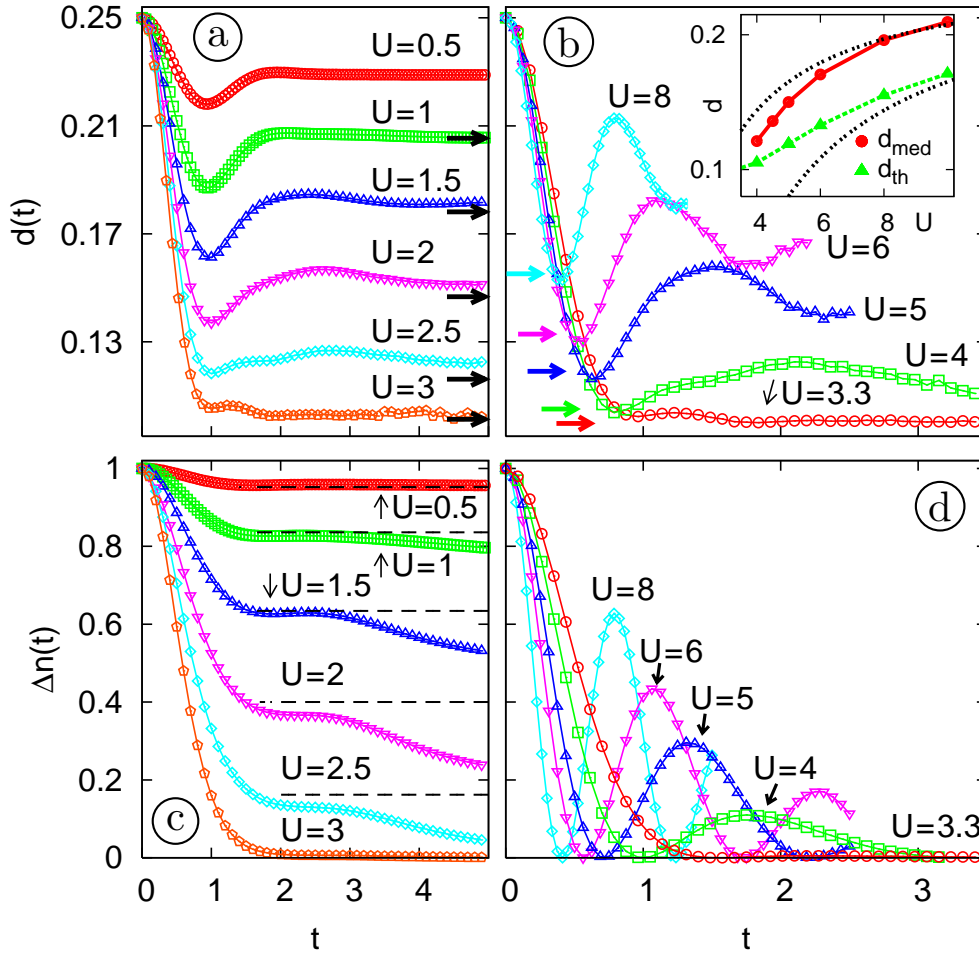 0.25
0.21
0.17
0.13
d(t)
a
U=0.5
U=1
U=1.5
U=2
U=2.5
U=3
b
U=8
U=6
U=5
U=4
↙
U=3.3
0.2
0.1
d
4 6 8 U
d_med
d_th
1
0.8
0.6
0.4
0.2
0
Δn(t)
↑U=0.5
↑U=1
↓U=1.5
U=2
U=2.5
U=3
c
0 1 2 3 4
t
d
U=8
U=6
U=5
U=4
U=3.3
0 1 2 3
t